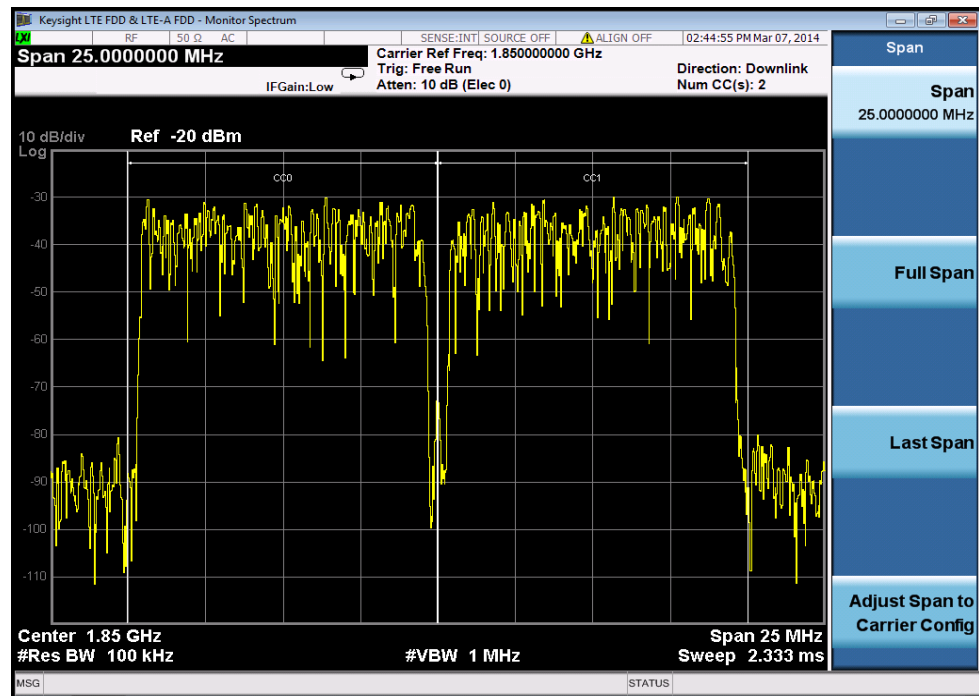 Keysight LTE FDD & LTE-A FDD - Monitor Spectrum
LXI RF 50 Ω AC SENSE:INT SOURCE OFF ALIGN OFF 02:44:55 PM Mar 07, 2014
Span 25.0000000 MHz
Carrier Ref Freq: 1.850000000 GHz
Trig: Free Run Direction: Downlink
IFGain:Low Atten: 10 dB (Elec 0) Num CC(s): 2
10 dB/div Ref -20 dBm
Log
CC0 CC1
-30
-40
-50
-60
-70
-80
-90
-100
-110
Center 1.85 GHz Span 25 MHz
#Res BW 100 kHz #VBW 1 MHz Sweep 2.333 ms
MSG STATUS
Span
Span
25.0000000 MHz
Full Span
Last Span
Adjust Span to
Carrier Config